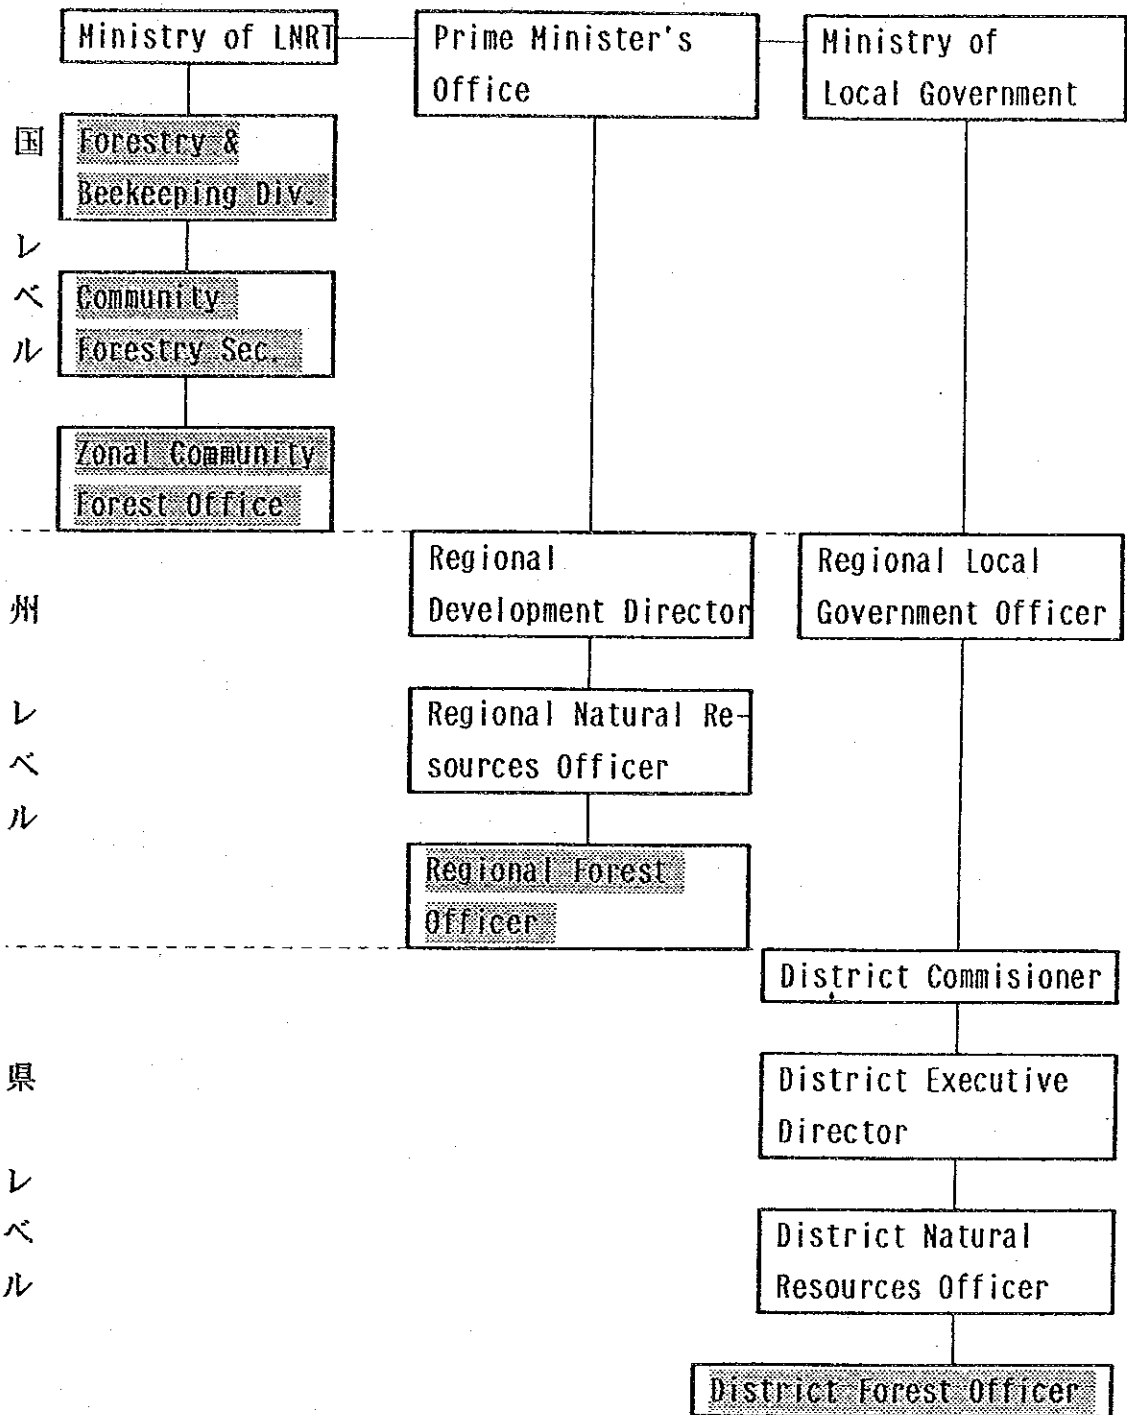 Ministry of LNRT
Prime Minister's
Office
Ministry of
Local Government
国レベル
Forestry &
Beekeeping Div.
Community
Forestry Sec.
Zonal Community
Forest Office
州レベル
Regional
Development Director
Regional Local
Government Officer
Regional Natural Re-
sources Officer
Regional Forest
Officer
県レベル
District Commisioner
District Executive
Director
District Natural
Resources Officer
District Forest Officer